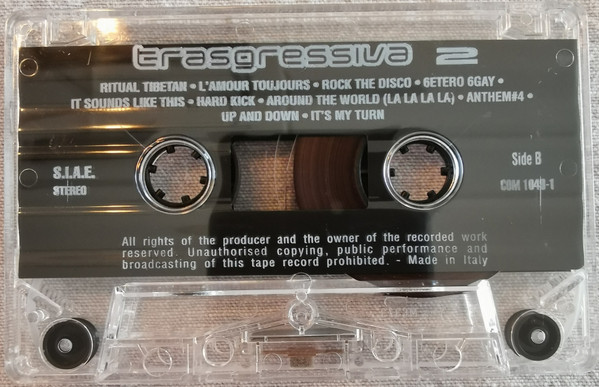 trasgressiva 2
RITUAL TIBETAN • L'AMOUR TOUJOURS • ROCK THE DISCO • 6ETERO 6GAY •
IT SOUNDS LIKE THIS • HARD KICK • AROUND THE WORLD (LA LA LA LA) • ANTHEM#4 •
UP AND DOWN • IT'S MY TURN
S.I.A.E.
STEREO
Side B
COM 1048-1
All rights of the producer and the owner of the recorded work
reserved. Unauthorised copying, public performance and
broadcasting of this tape record prohibited. - Made in Italy